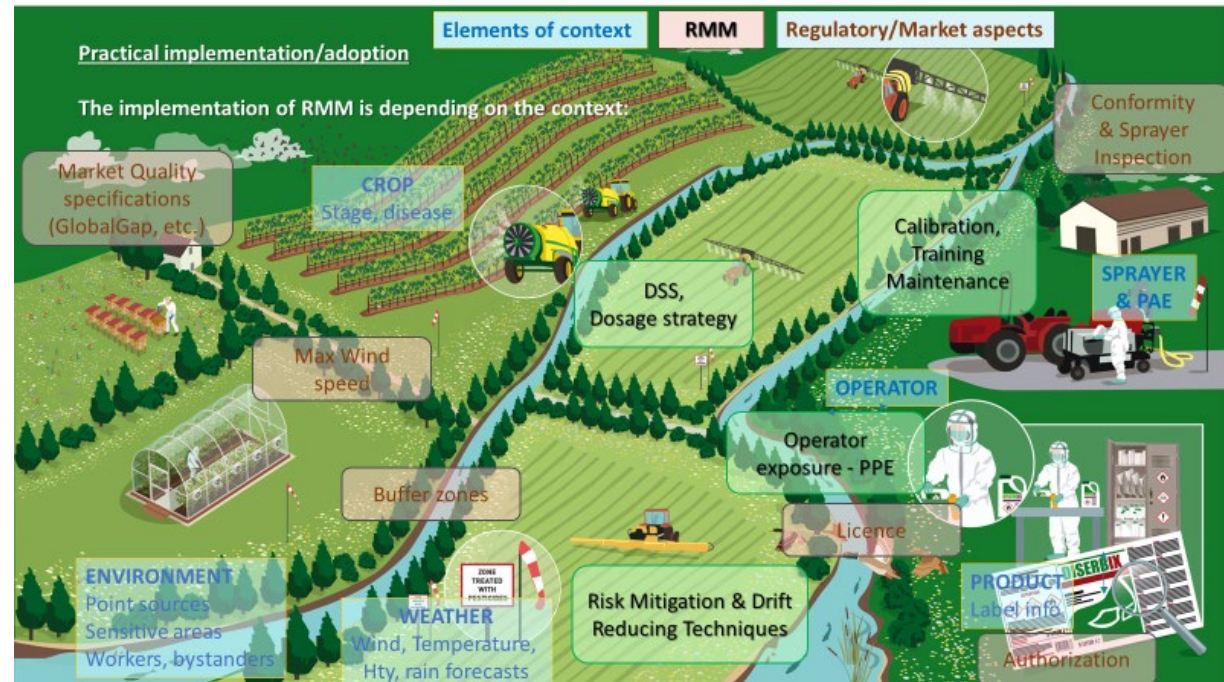 Elements of context
RMM
Regulatory/Market aspects
Practical implementation/adoption
The implementation of RMM is depending on the context:
Conformity
& Sprayer
Inspection
Market Quality
specifications
(GlobalGap, etc.)
CROP
Stage, disease
Calibration,
Training
Maintenance
DSS,
Dosage strategy
SPRAYER
& PAE
Max Wind
speed
OPERATOR
Operator
exposure - PPE
Buffer zones
Licence
ENVIRONMENT
Point sources
Sensitive areas
Workers, bystanders
ZONE
TREATED
WITH
WEATHER
Wind, Temperature,
Hty, rain forecasts
Risk Mitigation & Drift
Reducing Techniques
DISERBIX
PRODUCT
Label info
Authorization